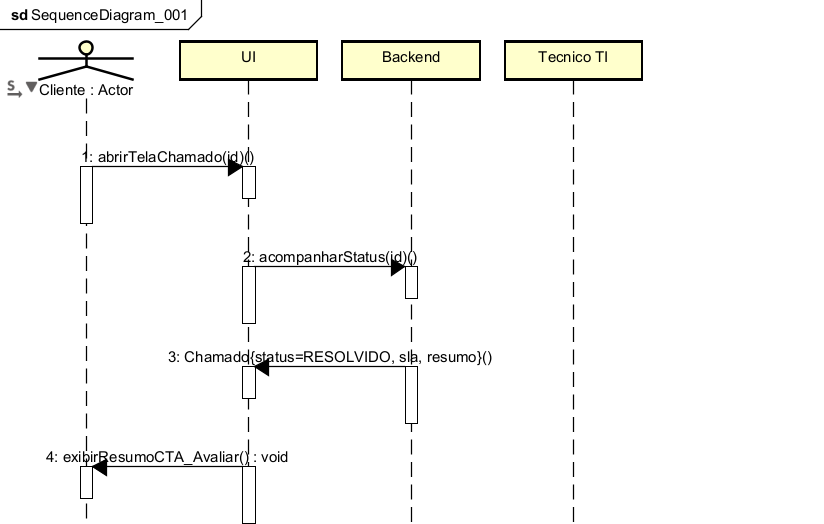 sd SequenceDiagram_001
UI
Backend
Tecnico TI
S
Cliente : Actor
1: abrirTelaChamado(id)()
2: acompanharStatus(id)()
3: Chamado{status=RESOLVIDO, sla, resumo}()
4: exibirResumoCTA_Avaliar() : void